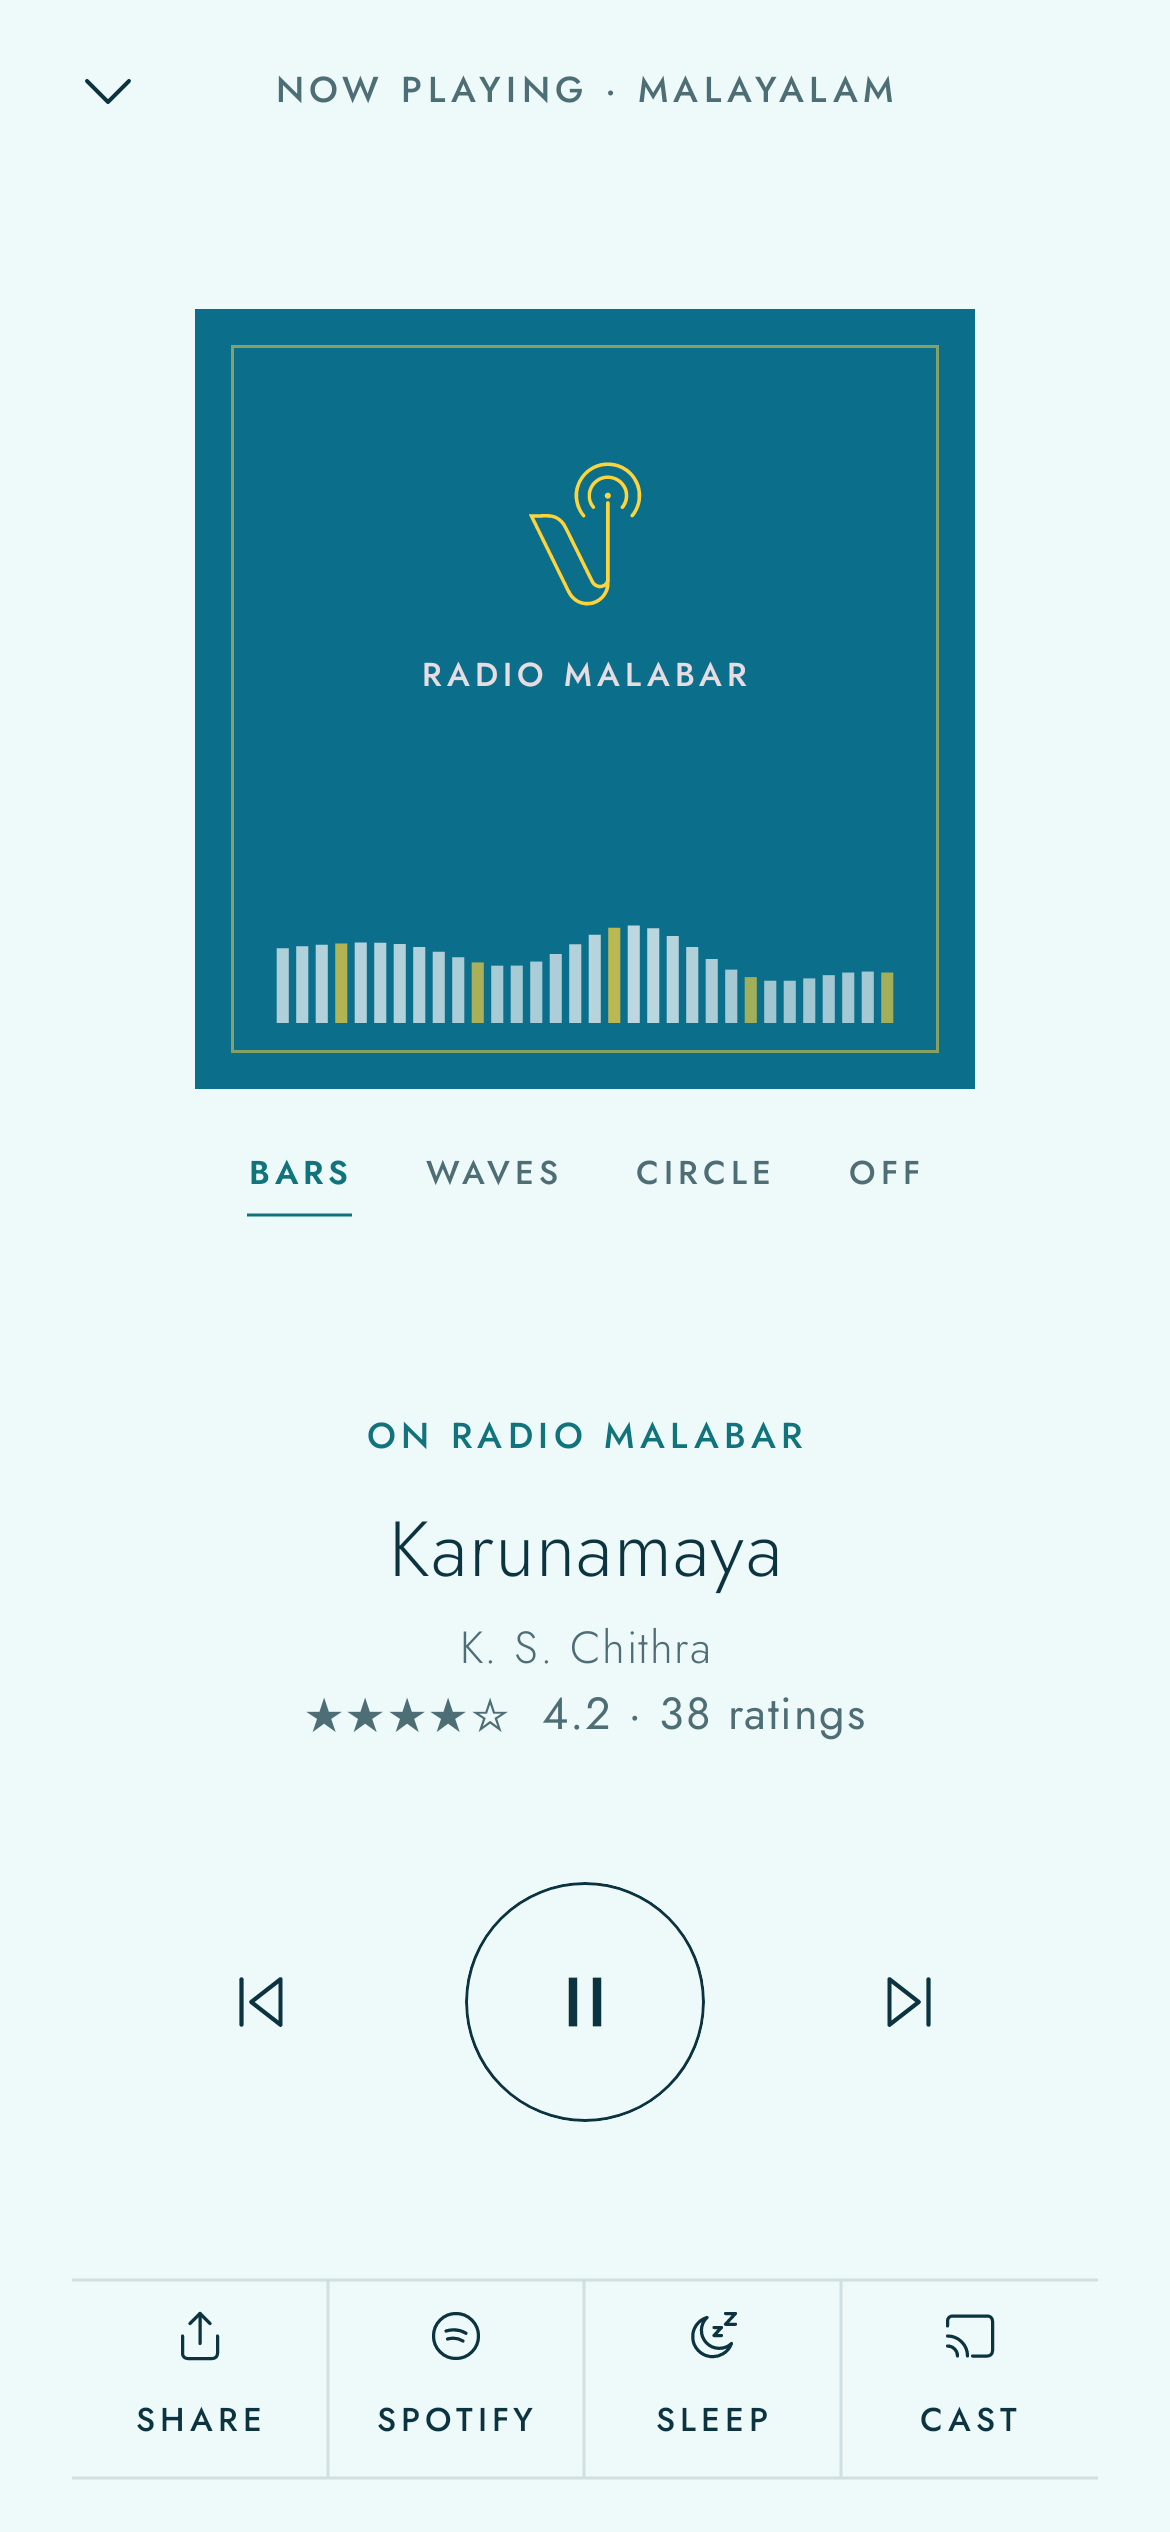 NOW PLAYING · MALAYALAM
RADIO MALABAR
BARS WAVES CIRCLE OFF
ON RADIO MALABAR
Karunamaya
K. S. Chithra
★★★★☆ 4.2 · 38 ratings
SHARE SPOTIFY SLEEP CAST